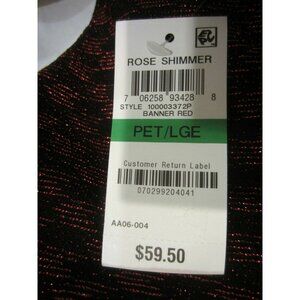 ROSE SHIMMER
7 06258 93428 8
STYLE 100003372P
BANNER RED
PET/LGE
Customer Return Label
070299204041
AA06-004
$59.50